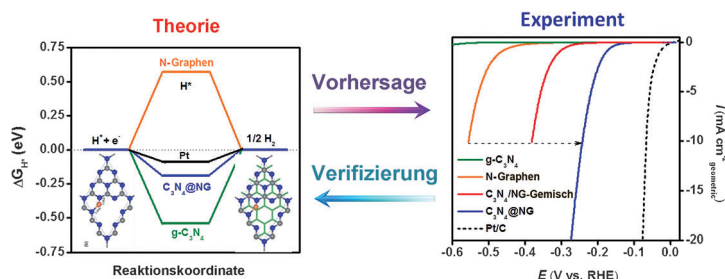 Theorie
0.75
0.50
0.25
0.00
-0.25
-0.50
-0.75
ΔG_H* (eV)
N-Graphen
H*
H⁺ + e⁻
1/2 H₂
Pt
C₃N₄@NG
g-C₃N₄
Reaktionskoordinate
Vorhersage
Verifizierung
Experiment
g-C₃N₄
N-Graphen
C₃N₄/NG-Gemisch
C₃N₄@NG
Pt/C
0
-5
-10
-15
-20
I (mA cm⁻² geometric)
-0.6
-0.5
-0.4
-0.3
-0.2
-0.1
0.0
E (V vs. RHE)